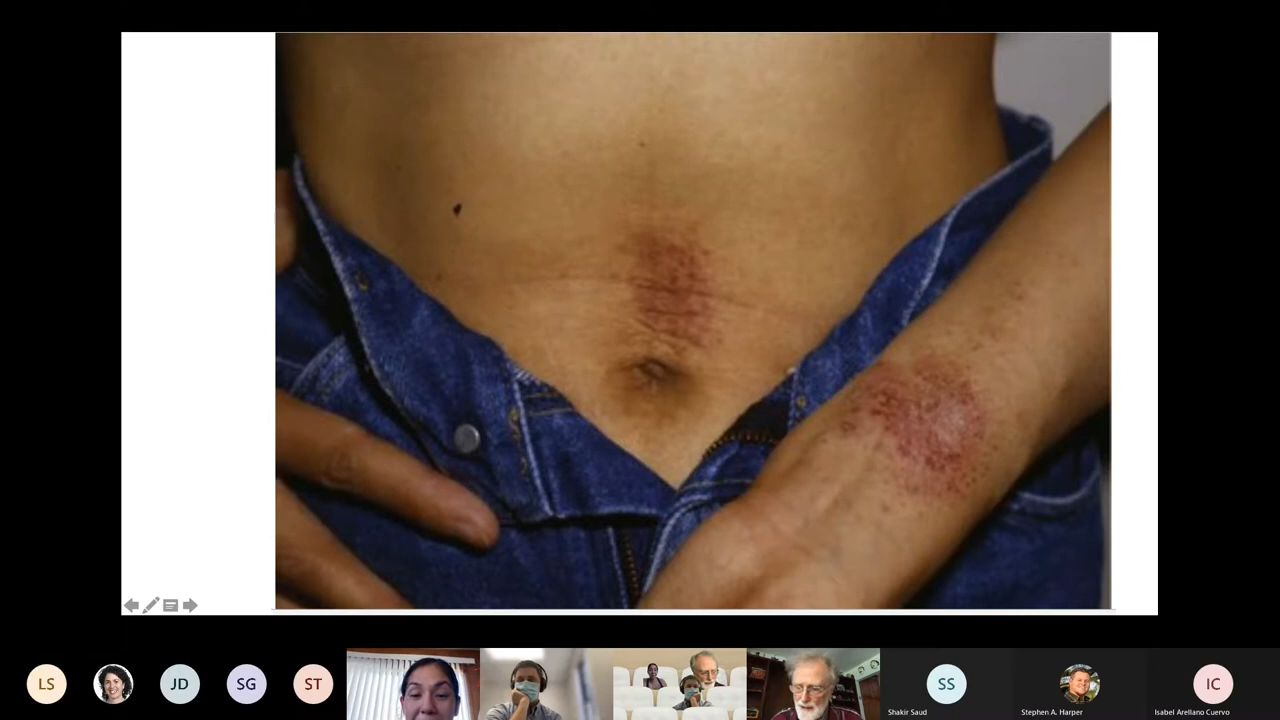 LS
JD
SG
ST
SS
IC
Shakir Saud
Stephen A. Harper
Isabel Arellano Cuervo